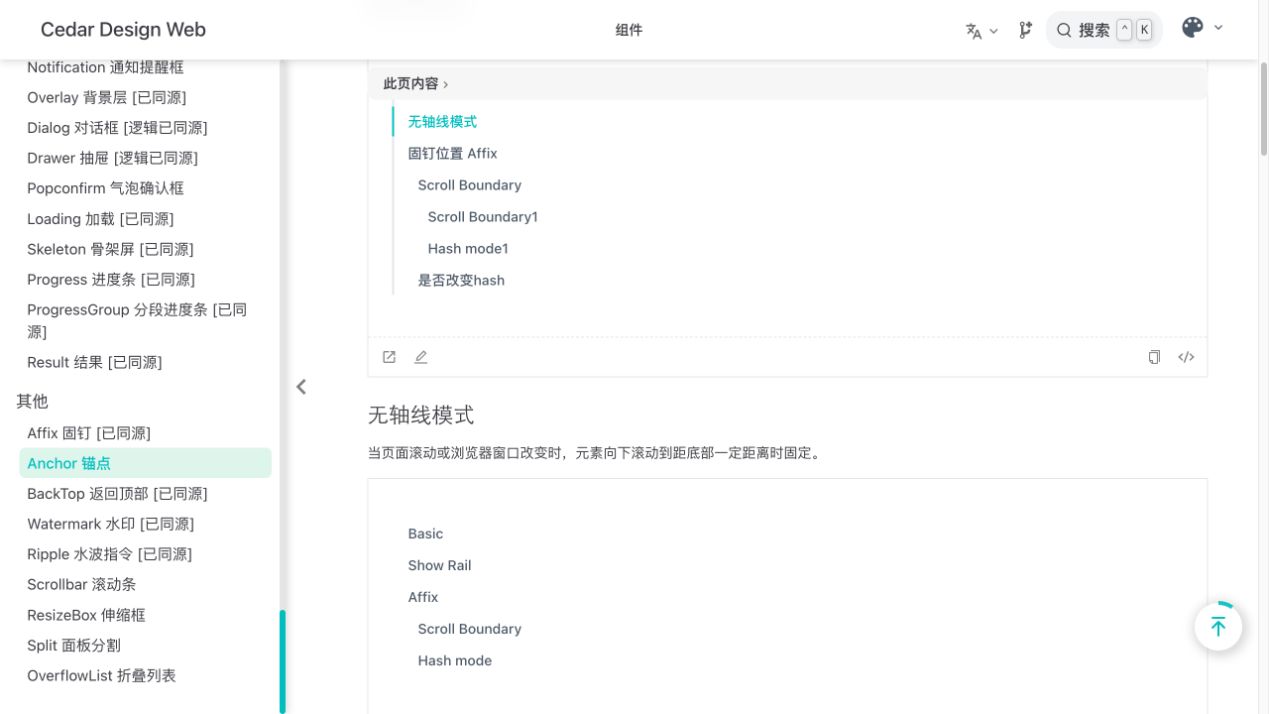 Cedar Design Web
组件
搜索 ^ K
Notification 通知提醒框
Overlay 背景层 [已同源]
Dialog 对话框 [逻辑已同源]
Drawer 抽屉 [逻辑已同源]
Popconfirm 气泡确认框
Loading 加载 [已同源]
Skeleton 骨架屏 [已同源]
Progress 进度条 [已同源]
ProgressGroup 分段进度条 [已同
源]
Result 结果 [已同源]
其他
Affix 固钉 [已同源]
Anchor 锚点
BackTop 返回顶部 [已同源]
Watermark 水印 [已同源]
Ripple 水波指令 [已同源]
Scrollbar 滚动条
ResizeBox 伸缩框
Split 面板分割
OverflowList 折叠列表
此页内容 ›
无轴线模式
固钉位置 Affix
Scroll Boundary
Scroll Boundary1
Hash mode1
是否改变hash
无轴线模式
当页面滚动或浏览器窗口改变时，元素向下滚动到距底部一定距离时固定。
Basic
Show Rail
Affix
Scroll Boundary
Hash mode